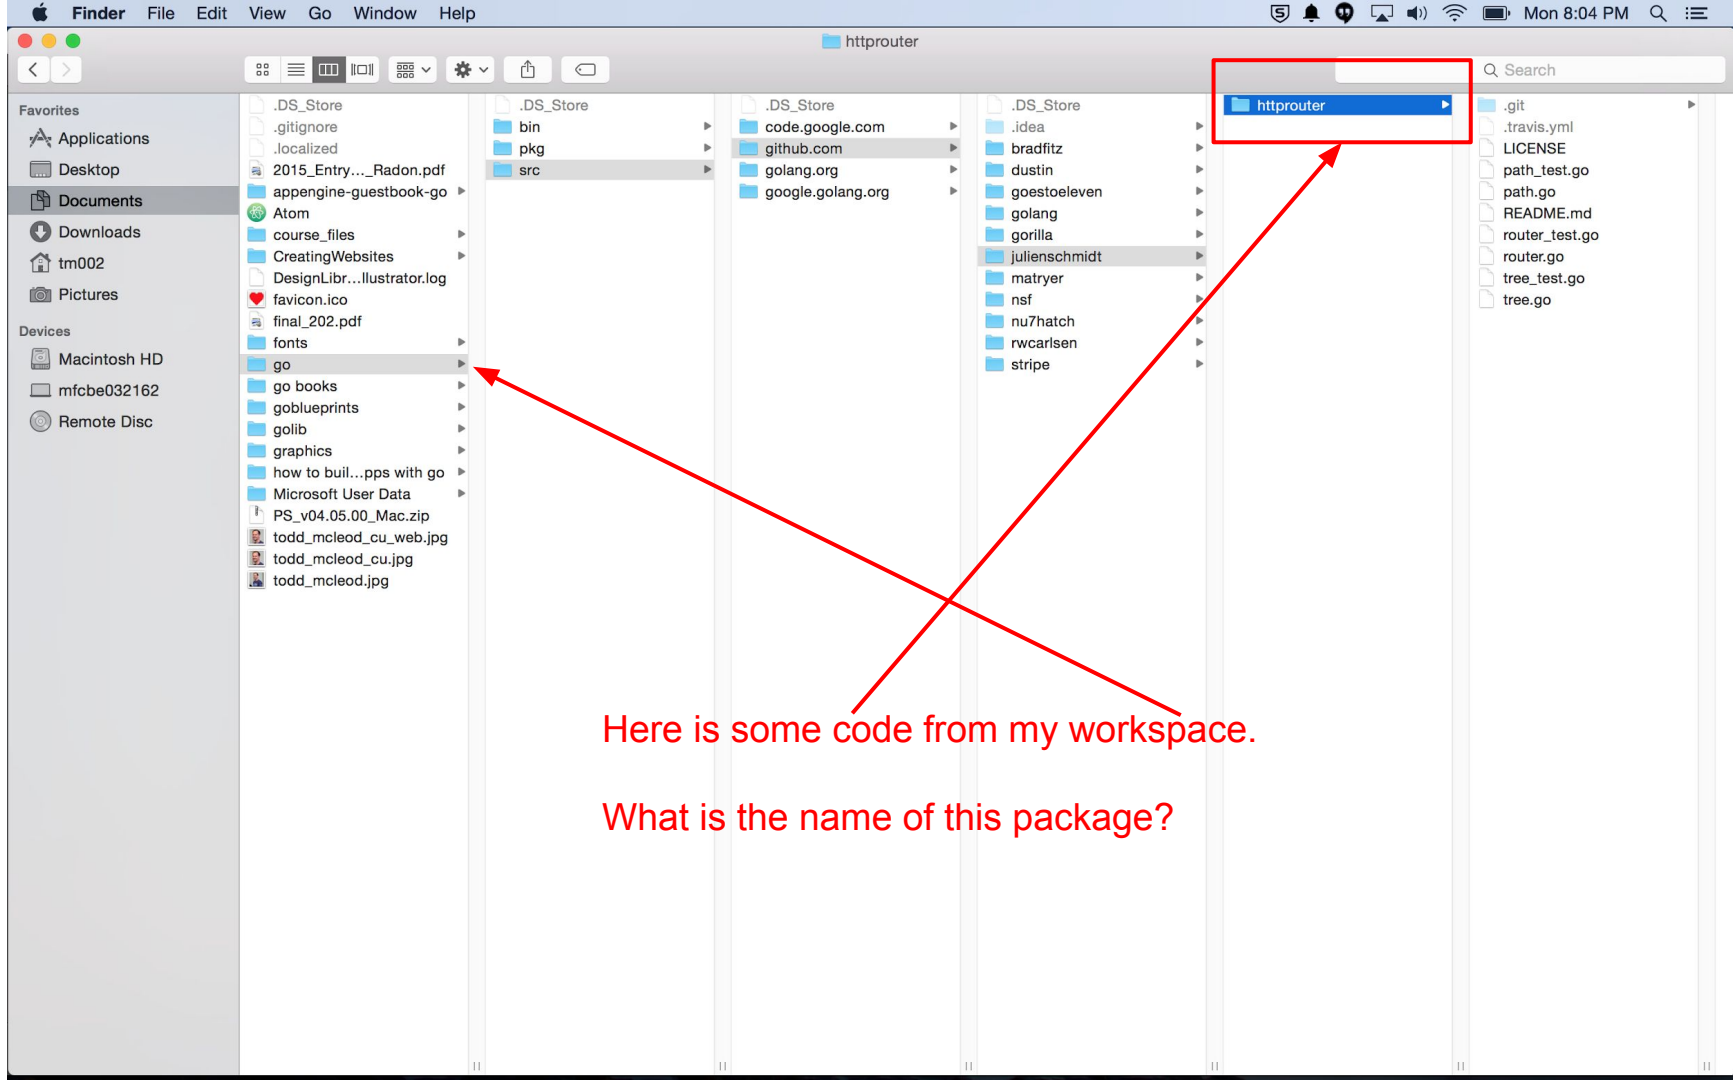 Finder File Edit View Go Window Help
Mon 8:04 PM
httprouter
Search
Favorites
Applications
Desktop
Documents
Downloads
tm002
Pictures
Devices
Macintosh HD
mfcbe032162
Remote Disc
.DS_Store
.gitignore
.localized
2015_Entry…_Radon.pdf
appengine-guestbook-go
Atom
course_files
CreatingWebsites
DesignLibr…llustrator.log
favicon.ico
final_202.pdf
fonts
go
go books
goblueprints
golib
graphics
how to buil…pps with go
Microsoft User Data
PS_v04.05.00_Mac.zip
todd_mcleod_cu_web.jpg
todd_mcleod_cu.jpg
todd_mcleod.jpg
.DS_Store
bin
pkg
src
.DS_Store
code.google.com
github.com
golang.org
google.golang.org
.DS_Store
.idea
bradfitz
dustin
goestoeleven
golang
gorilla
julienschmidt
matryer
nsf
nu7hatch
rwcarlsen
stripe
httprouter
.git
.travis.yml
LICENSE
path_test.go
path.go
README.md
router_test.go
router.go
tree_test.go
tree.go
Here is some code from my workspace.
What is the name of this package?